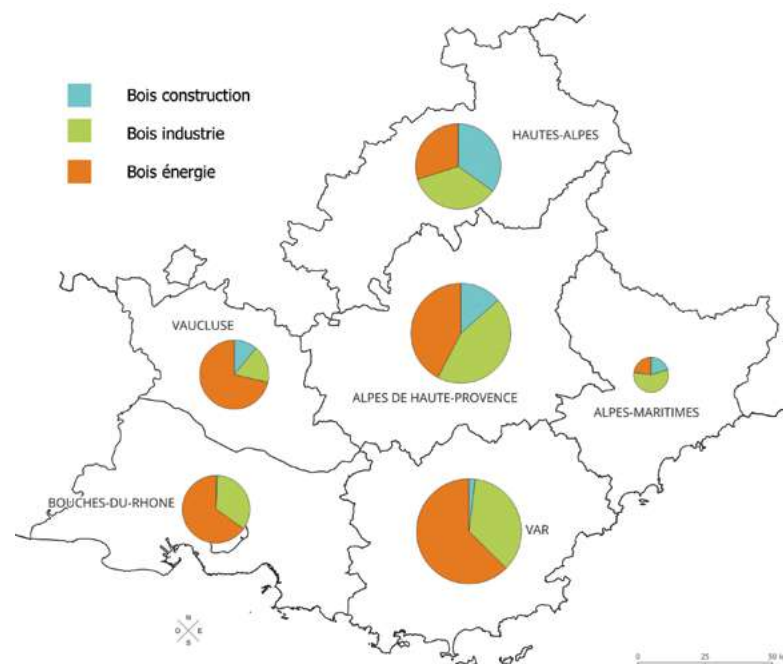 Bois construction
Bois industrie
Bois énergie
HAUTES-ALPES
VAUCLUSE
ALPES DE HAUTE-PROVENCE
ALPES-MARITIMES
BOUCHES-DU-RHONE
VAR
N
O E
S
0 25 50 k